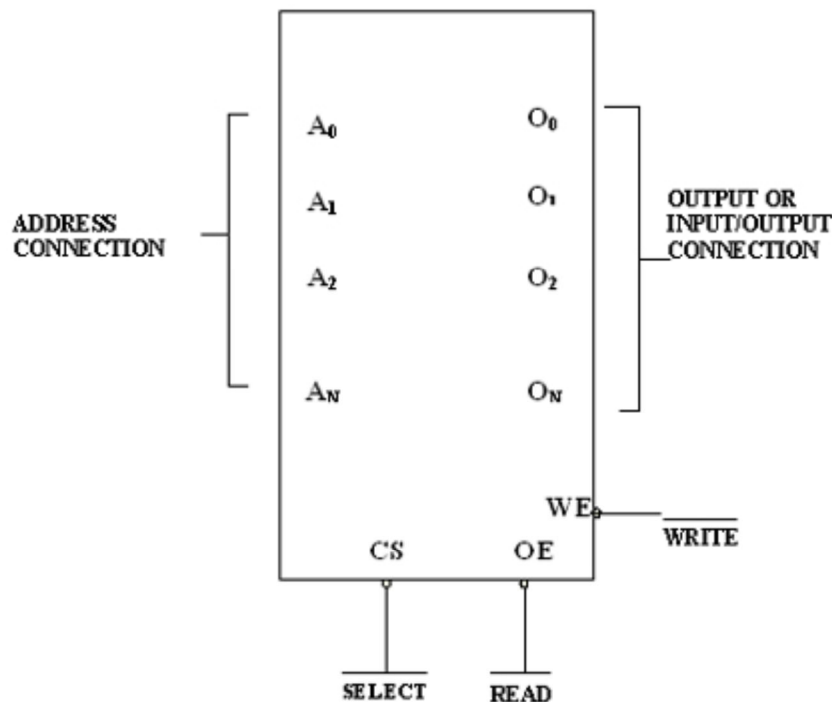 A₀ O₀
A₁ O₁
A₂ O₂
Aₙ Oₙ
ADDRESS
CONNECTION
OUTPUT OR
INPUT/OUTPUT
CONNECTION
WE
WRITE
CS OE
SELECT READ